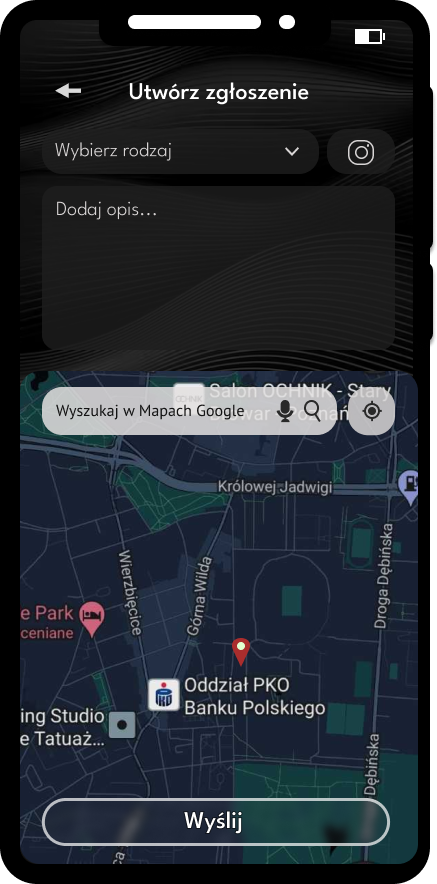 Utwórz zgłoszenie
Wybierz rodzaj
Dodaj opis...
Salon OCHNIK - Stary
Wyszukaj w Mapach Google
Królowej Jadwigi
Droga Dębińska
Wierzbięcice
Górna Wilda
e Park
ceniane
Oddział PKO
Banku Polskiego
ing Studio
e Tatuaż...
Dębińska
Wyślij